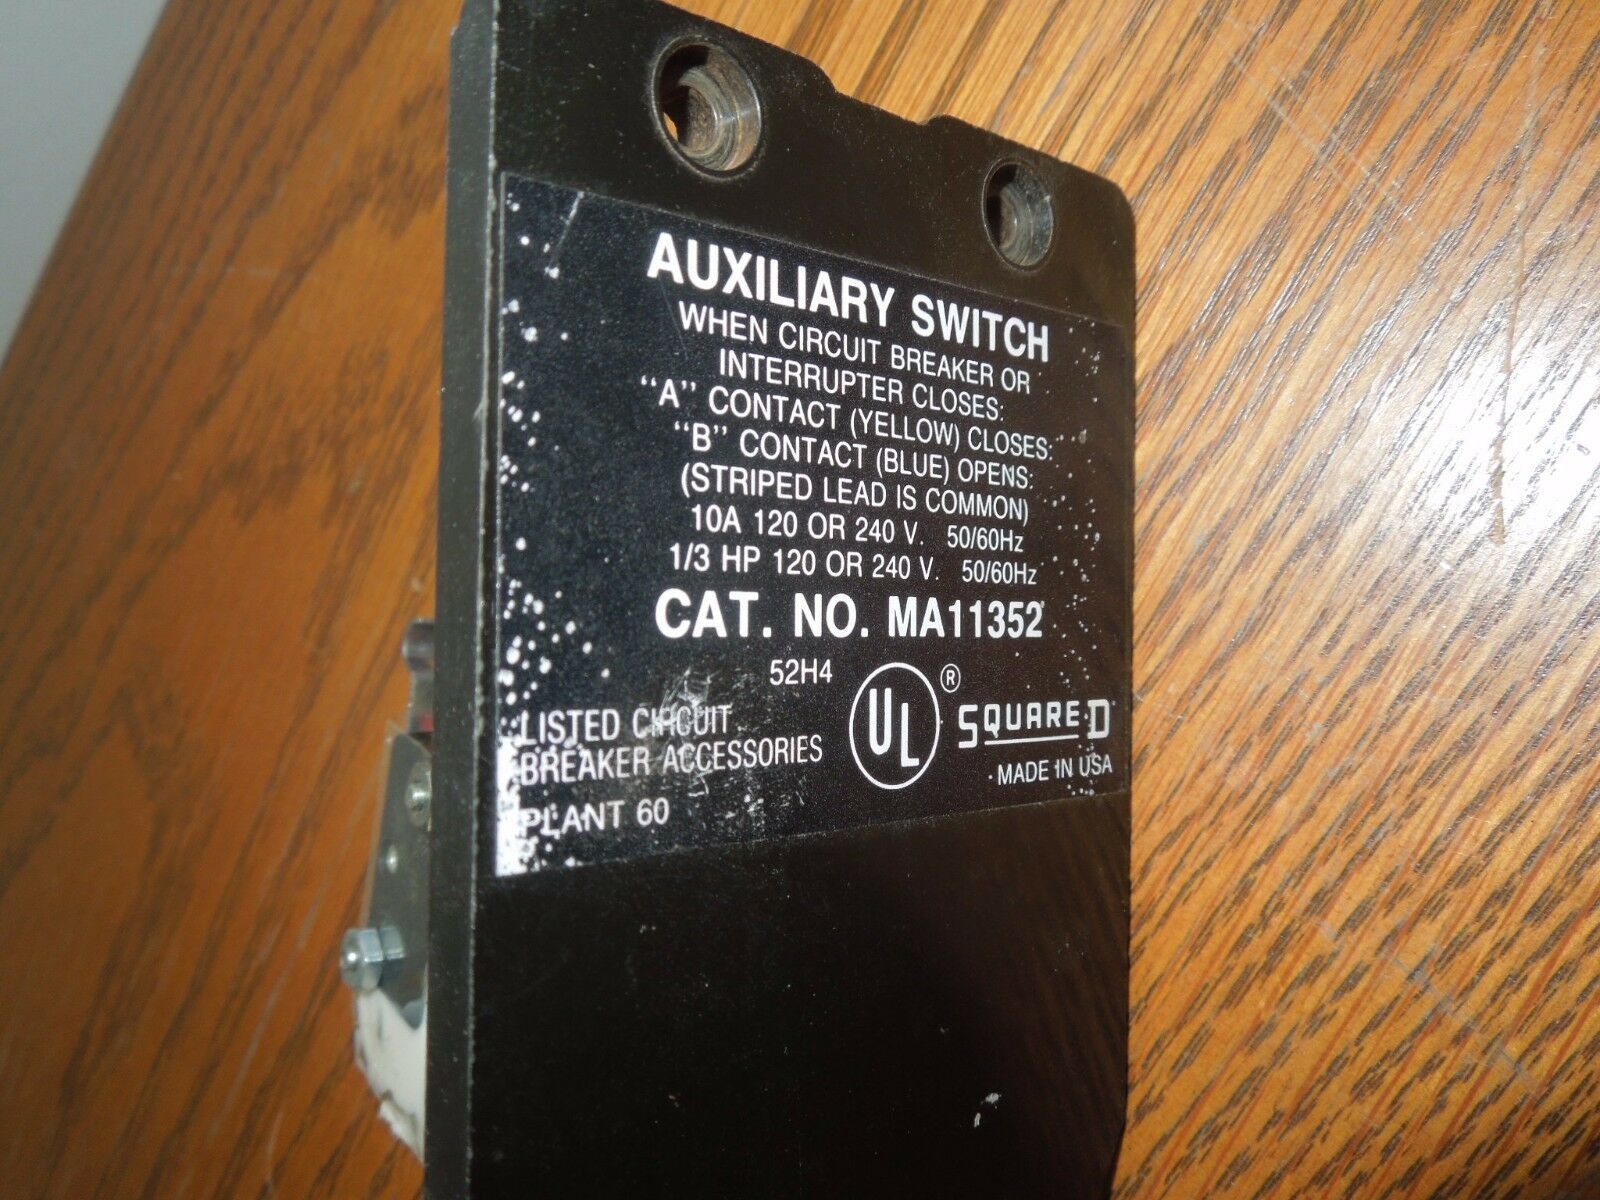 AUXILIARY SWITCH
WHEN CIRCUIT BREAKER OR
INTERRUPTER CLOSES:
"A" CONTACT (YELLOW) CLOSES:
"B" CONTACT (BLUE) OPENS:
(STRIPED LEAD IS COMMON)
10A 120 OR 240 V. 50/60Hz
1/3 HP 120 OR 240 V. 50/60Hz
CAT. NO. MA11352
52H4
LISTED CIRCUIT
BREAKER ACCESSORIES
PLANT 60
UL ®
SQUARE D
MADE IN USA